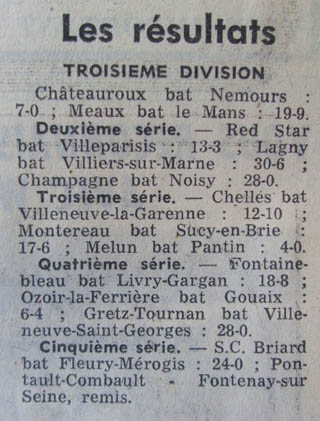 Les résultats
TROISIEME DIVISION
Châteauroux bat Nemours :
7-0 ; Meaux bat le Mans : 19-9.
Deuxième série. — Red Star
bat Villeparisis : 13-3 ; Lagny
bat Villiers-sur-Marne : 30-6 ;
Champagne bat Noisy : 28-0.
Troisième série. — Chelles bat
Villeneuve-la-Garenne : 12-10 ;
Montereau bat Sucy-en-Brie :
17-6 ; Melun bat Pantin : 4-0.
Quatrième série. — Fontaine-
bleau bat Livry-Gargan : 18-8 ;
Ozoir-la-Ferrière bat Gouaix :
6-4 ; Gretz-Tournan bat Ville-
neuve-Saint-Georges : 28-0.
Cinquième série. — S.C. Briard
bat Fleury-Mérogis : 24-0 ; Pon-
tault-Combault - Fontenay-sur
Seine, remis.